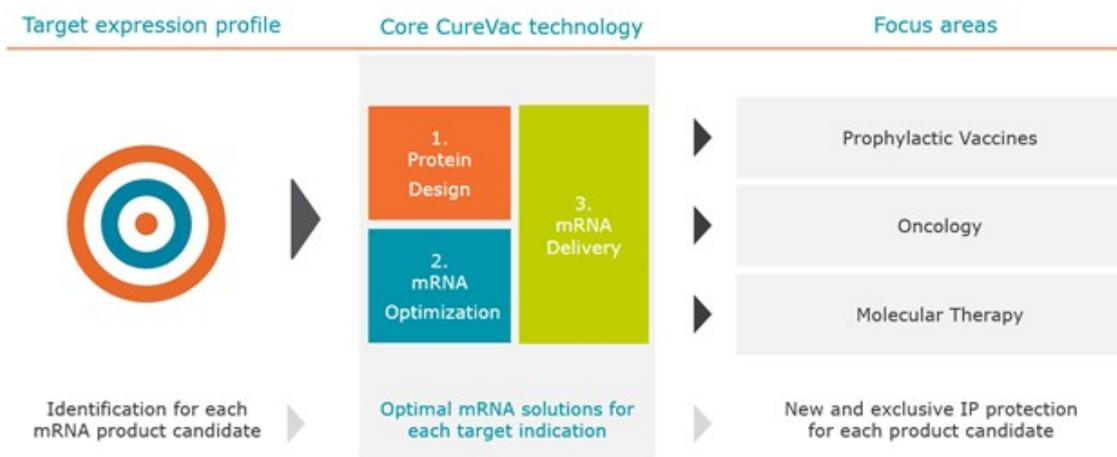 Target expression profile
Core CureVac technology
Focus areas
1.
Protein
Design
2.
mRNA
Optimization
3.
mRNA
Delivery
Prophylactic Vaccines
Oncology
Molecular Therapy
Identification for each
mRNA product candidate
Optimal mRNA solutions for
each target indication
New and exclusive IP protection
for each product candidate